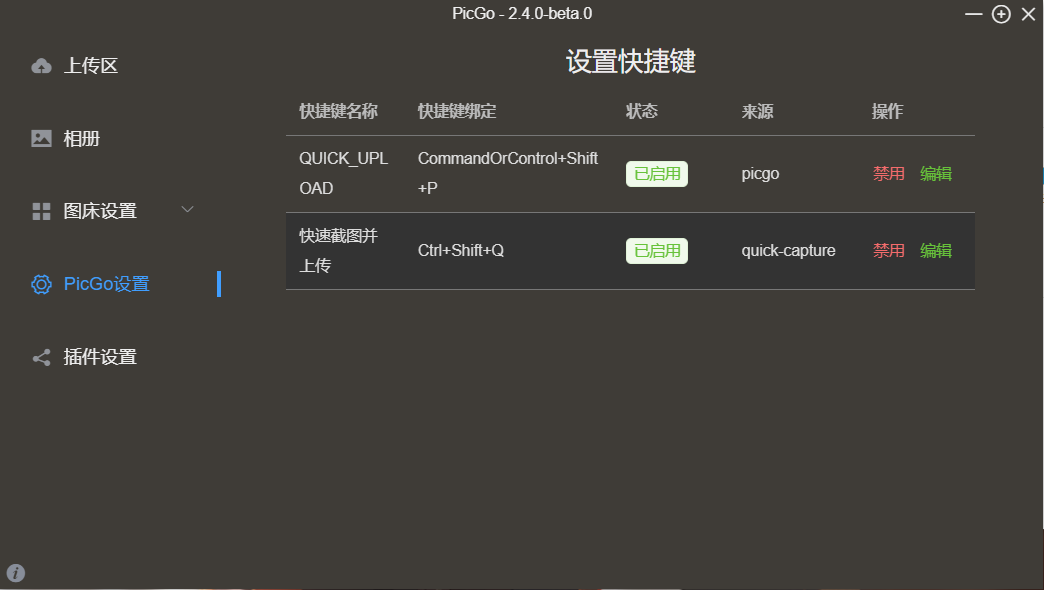 PicGo - 2.4.0-beta.0
上传区
相册
图床设置
PicGo设置
插件设置
设置快捷键
快捷键名称 快捷键绑定 状态 来源 操作
QUICK_UPL
OAD
CommandOrControl+Shift
+P
已启用 picgo 禁用 编辑
快速截图并
上传
Ctrl+Shift+Q 已启用 quick-capture 禁用 编辑